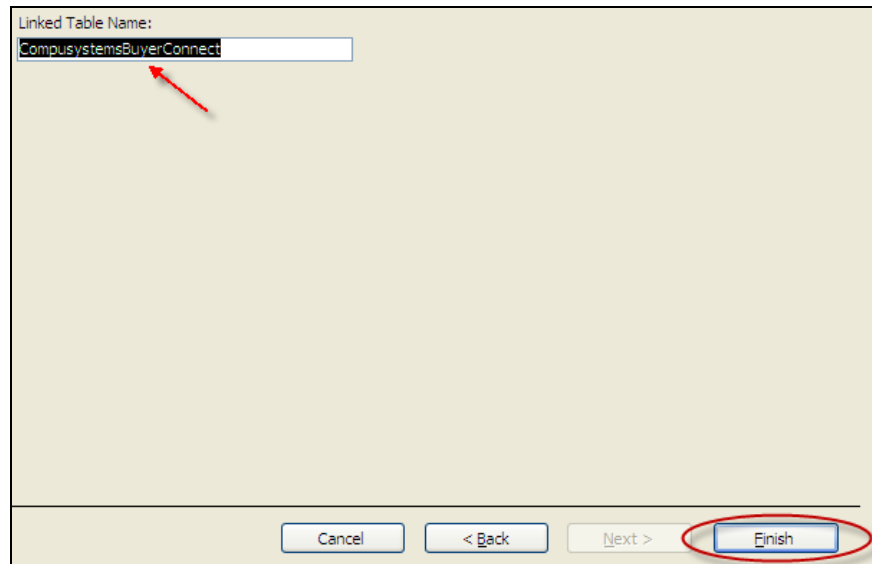 Linked Table Name:
CompusystemsBuyerConnect
Cancel < Back Next > Finish